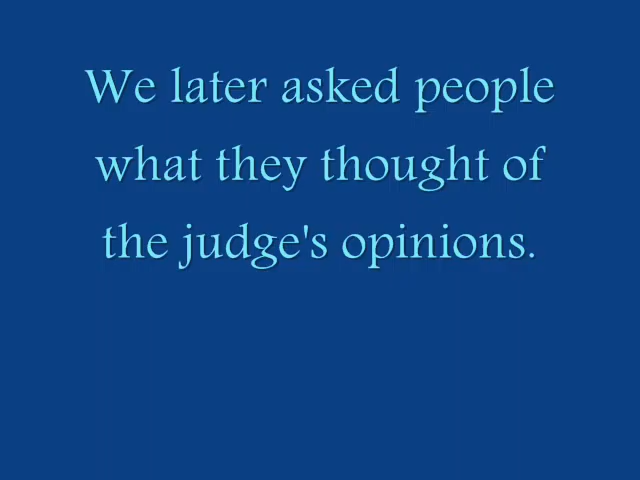 We later asked people
what they thought of
the judge's opinions.